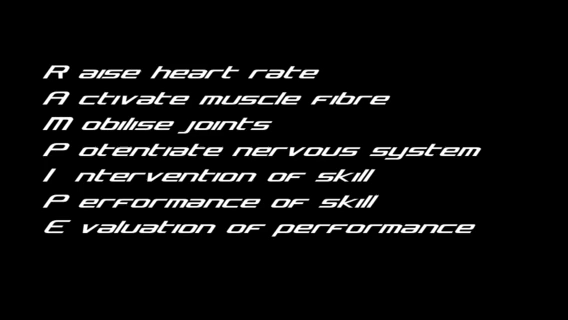 R aise heart rate
A ctivate muscle fibre
M obilise joints
P otentiate nervous system
I ntervention of skill
P erformance of skill
E valuation of performance